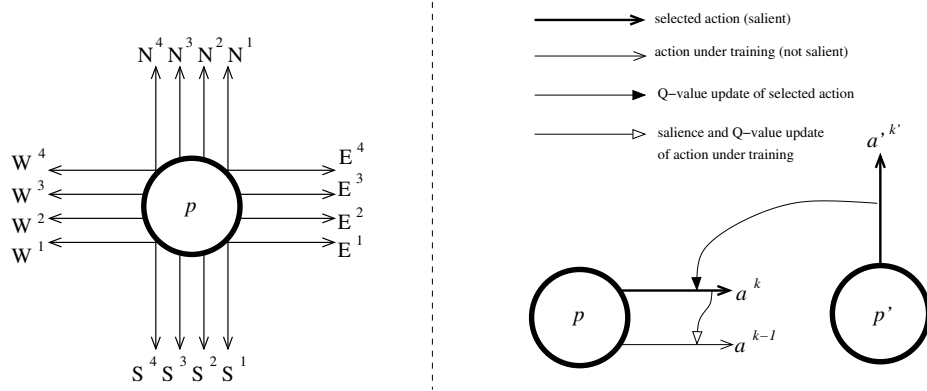 N⁴ N³ N² N¹
W⁴
W³
W²
W¹
p
E⁴
E³
E²
E¹
S⁴ S³ S² S¹
selected action (salient)
action under training (not salient)
Q−value update of selected action
salience and Q−value update
of action under training
a'^{k'}
a^{k}
p
p'
a^{k−1}